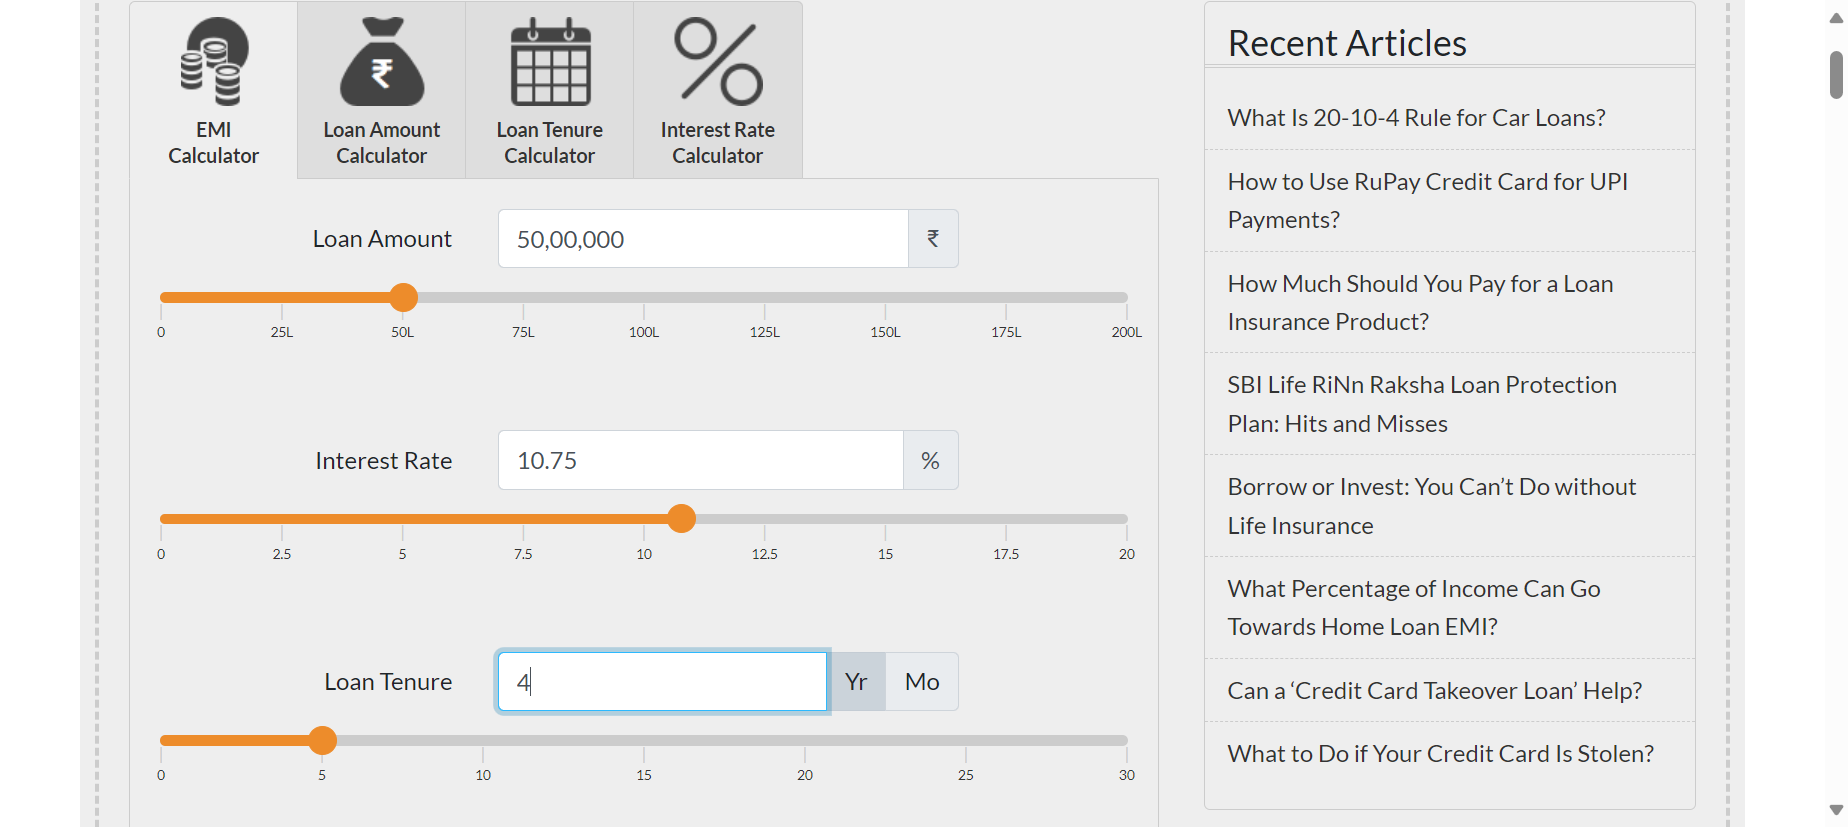 EMI
Calculator
Loan Amount
Calculator
Loan Tenure
Calculator
Interest Rate
Calculator
Loan Amount
50,00,000
₹
0 25L 50L 75L 100L 125L 150L 175L 200L
Interest Rate
10.75
%
0 2.5 5 7.5 10 12.5 15 17.5 20
Loan Tenure
4
Yr
Mo
0 5 10 15 20 25 30
Recent Articles
What Is 20-10-4 Rule for Car Loans?
How to Use RuPay Credit Card for UPI
Payments?
How Much Should You Pay for a Loan
Insurance Product?
SBI Life RiNn Raksha Loan Protection
Plan: Hits and Misses
Borrow or Invest: You Can’t Do without
Life Insurance
What Percentage of Income Can Go
Towards Home Loan EMI?
Can a ‘Credit Card Takeover Loan’ Help?
What to Do if Your Credit Card Is Stolen?